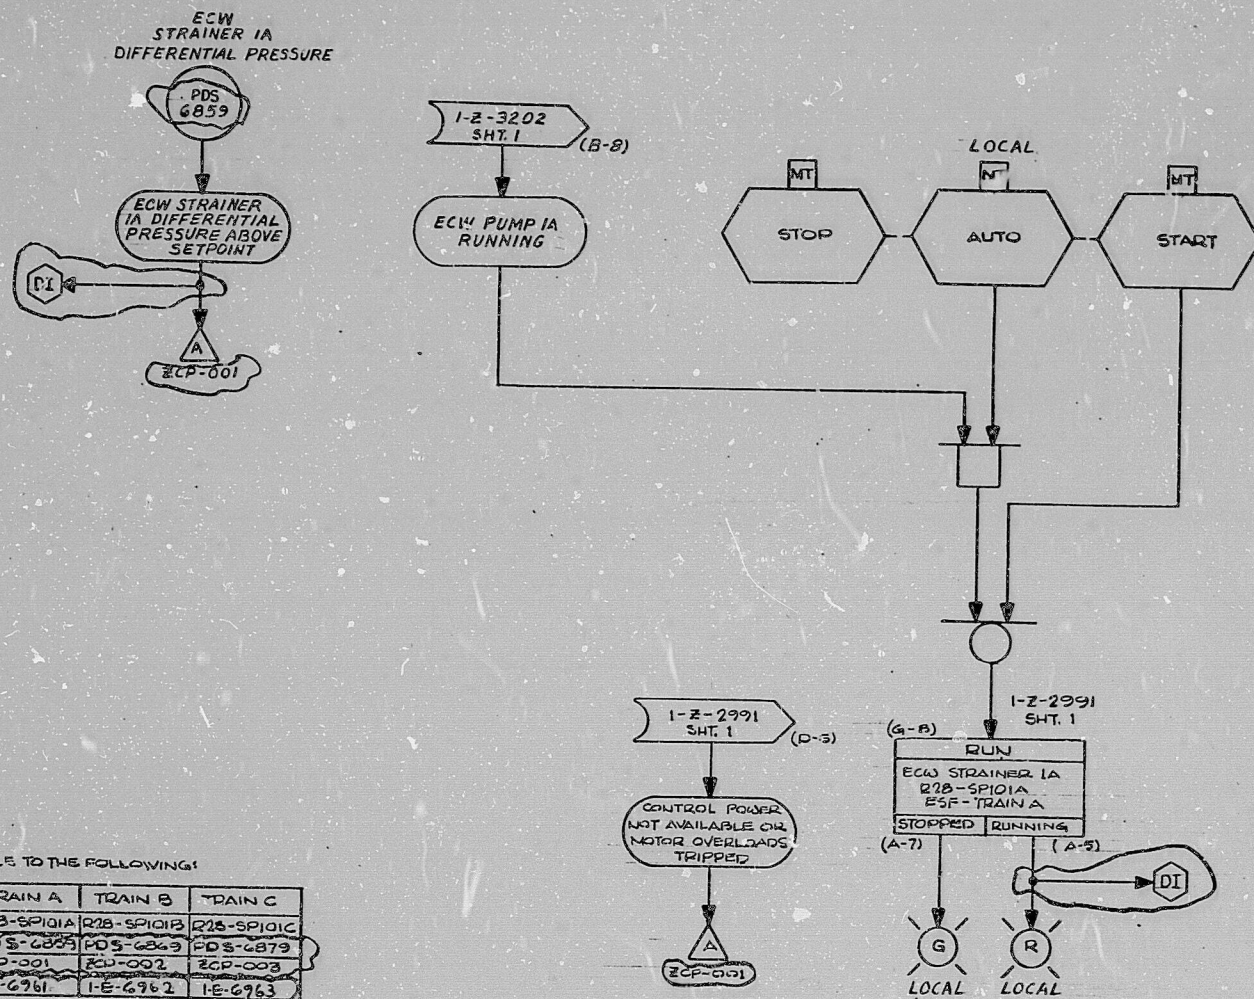 ECW
STRAINER 1A
DIFFERENTIAL PRESSURE
PDS
6859
ECW STRAINER
1A DIFFERENTIAL
PRESSURE ABOVE
SETPOINT
DI
A
ZCP-001
1-Z-3202
SHT. 1
(B-8)
ECW PUMP 1A
RUNNING
LOCAL
MT
MT
MT
STOP
AUTO
START
1-Z-2991
SHT. 1
CONTROL POWER
NOT AVAILABLE OR
MOTOR OVERLOADS
TRIPPED
A
ZCP-001
1-Z-2991
SHT. 1
(G-8)
RUN
ECW STRAINER 1A
R28-SP101A
ESF-TRAIN A
STOPPED RUNNING
(A-7) (A-5)
DI
G R
LOCAL LOCAL
TO THE FOLLOWING:
TRAIN B TRAIN C
R28-SP101B R28-SP101C
PDS-6869 PDS-6879
ZCP-002 ZCP-003
1-E-6962 1-E-6963